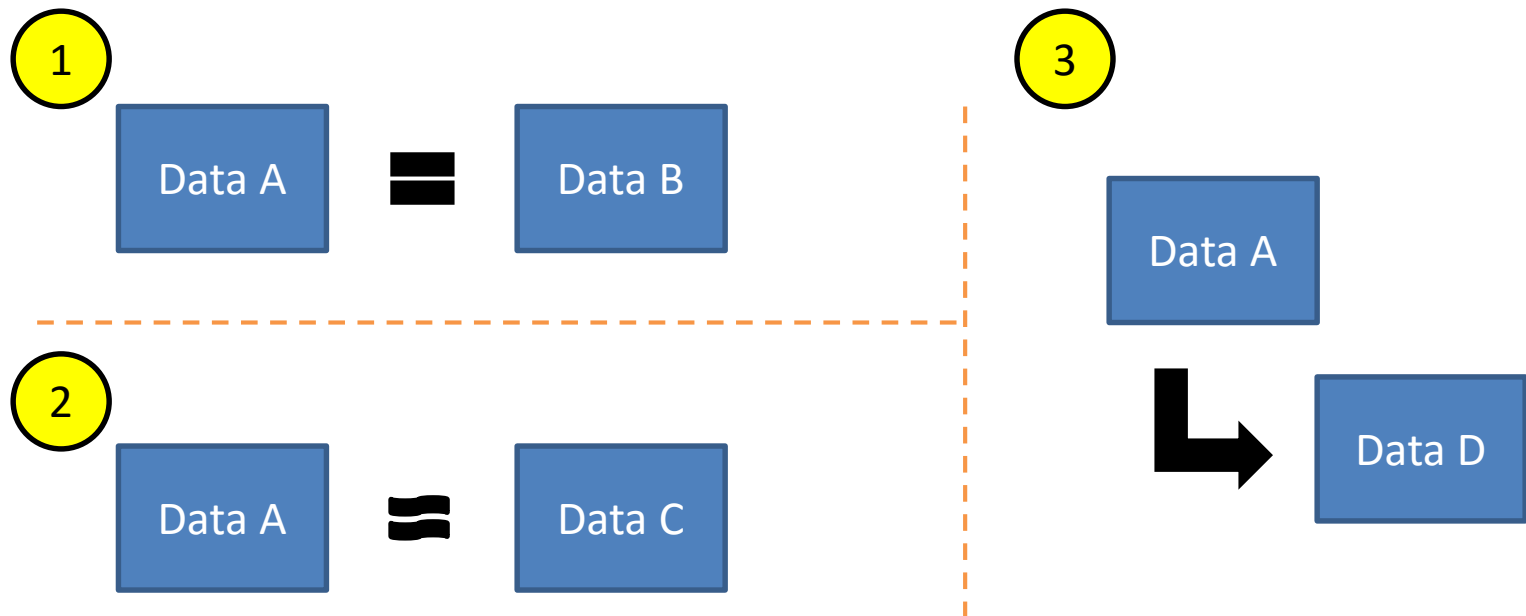 1
Data A = Data B
2
Data A ≈ Data C
3
Data A
Data D